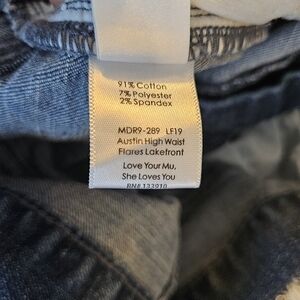 91% Cotton
7% Polyester
2% Spandex
MDR9-289 LF19
Austin High Waist
Flares Lakefront
Love Your Mu,
She Loves You
RN# 133910